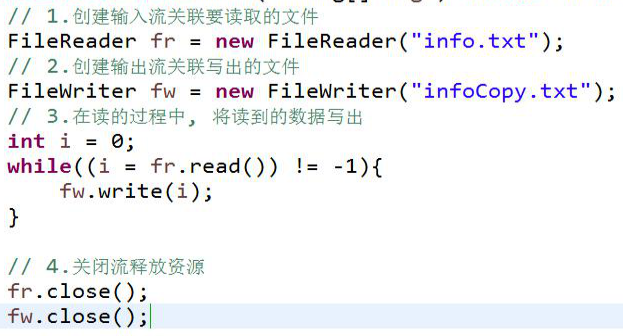 // 1.创建输入流关联要读取的文件
FileReader fr = new FileReader("info.txt");
// 2.创建输出流关联写出的文件
FileWriter fw = new FileWriter("infoCopy.txt");
// 3.在读的过程中, 将读到的数据写出
int i = 0;
while((i = fr.read()) != -1){
    fw.write(i);
}
// 4.关闭流释放资源
fr.close();
fw.close();